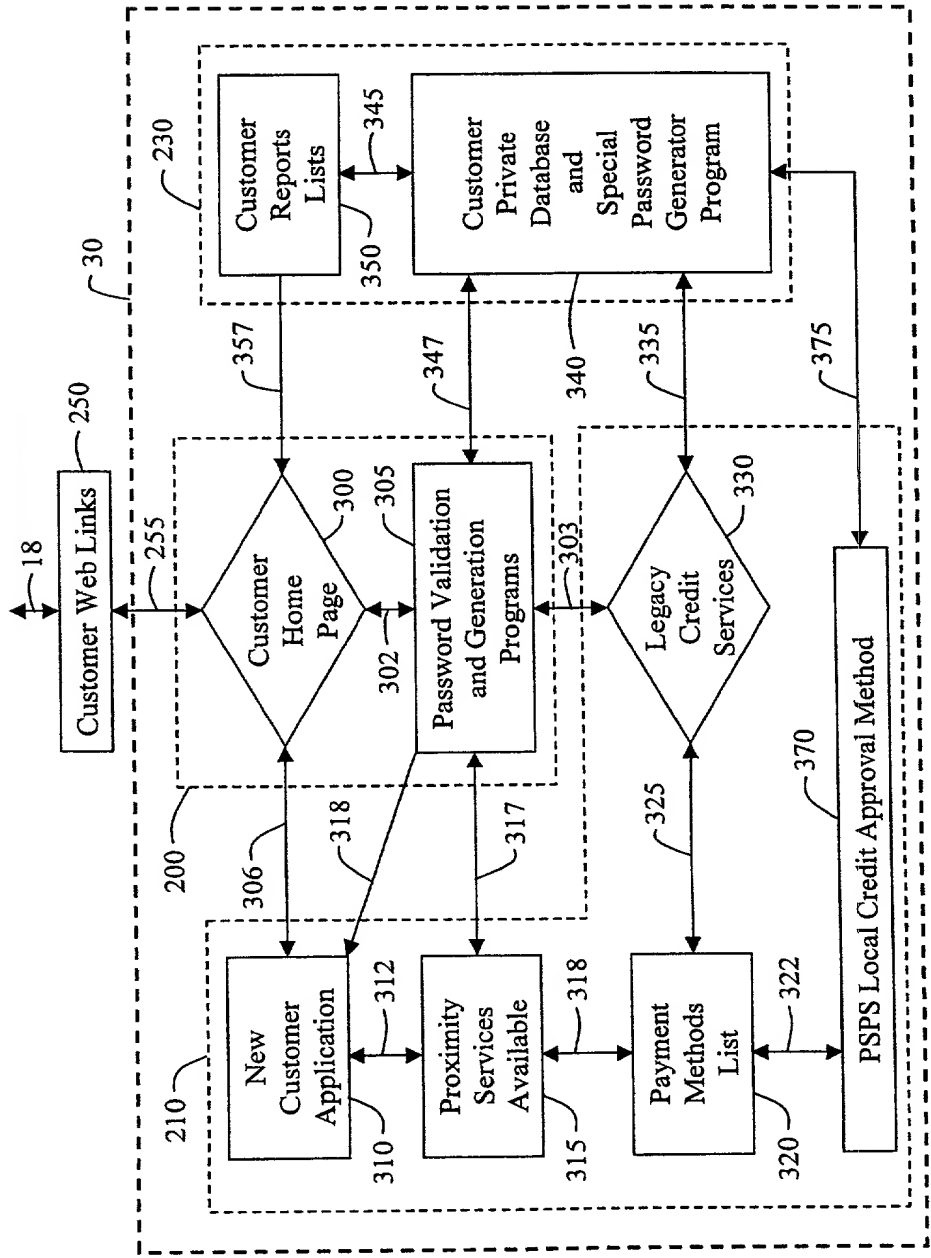 18
Customer Web Links
250
30
255
230
Customer
Reports
Lists
345
350
357
200
306
Customer
Home
Page
300
210
New
Customer
Application
310
318
302
305
Password Validation
and Generation
Programs
347
Customer
Private
Database
and
Special
Password
Generator
Program
340
312
317
303
Proximity
Services
Available
315
318
325
Legacy
Credit
Services
330
335
Payment
Methods
List
320
322
370
PSPS Local Credit Approval Method
375